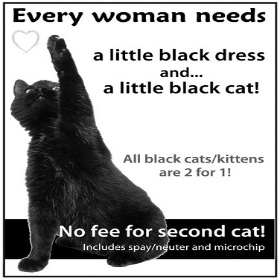 Every woman needs
a little black dress
and...
a little black cat!
All black cats/kittens
are 2 for 1!
No fee for second cat!
Includes spay/neuter and microchip